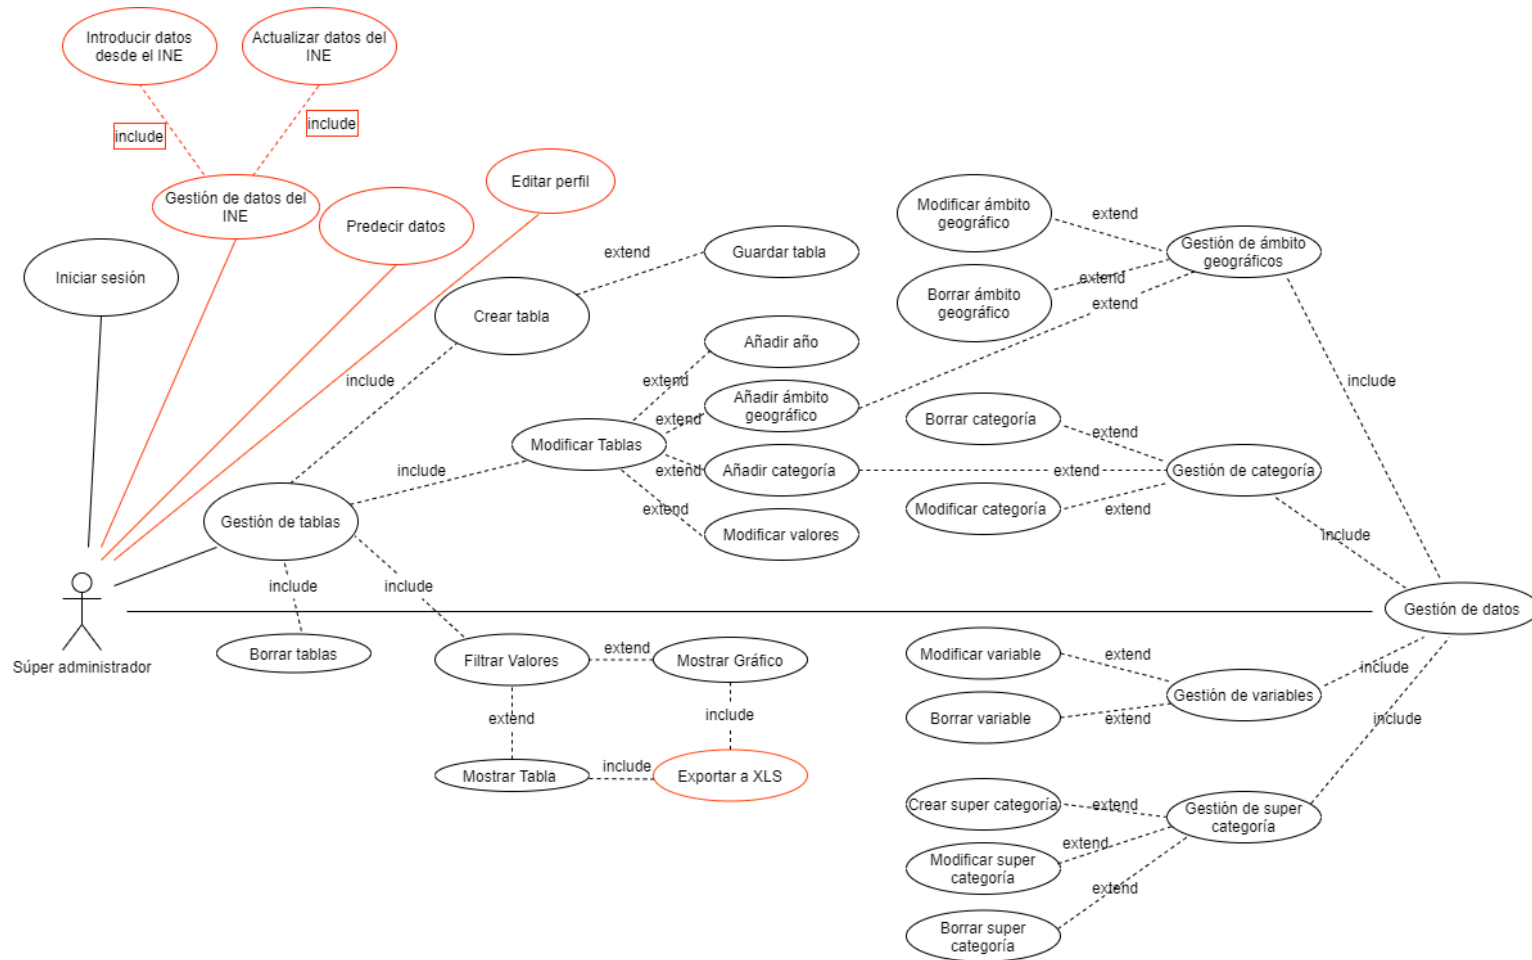 Introducir datos
desde el INE
Actualizar datos del
INE
include
include
Gestión de datos del
INE
Predecir datos
Editar perfil
Iniciar sesión
Crear tabla
extend
Guardar tabla
include
Modificar ámbito
geográfico
extend
Gestión de ámbito
geográficos
extend
Borrar ámbito
geográfico
extend
Añadir año
extend
Añadir ámbito
geográfico
extend
Modificar Tablas
include
extend
Añadir categoría
extend
Modificar valores
extend
Borrar categoría
extend
Gestión de categoría
Modificar categoría
extend
include
include
Gestión de tablas
include
include
Borrar tablas
Súper administrador
Gestión de datos
Filtrar Valores
extend
Mostrar Gráfico
extend
include
Mostrar Tabla
include
Exportar a XLS
Modificar variable
extend
Gestión de variables
Borrar variable
extend
include
include
Crear super categoría
extend
Gestión de super
categoría
Modificar super
categoría
extend
extend
Borrar super
categoría